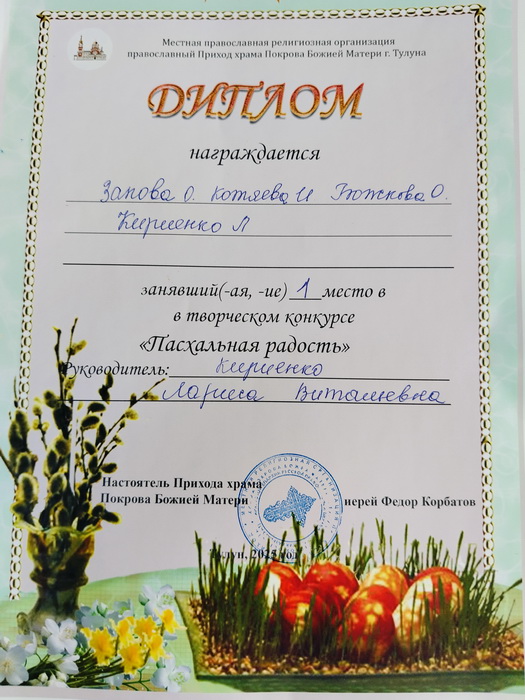 Местная православная религиозная организация
православный Приход храма Покрова Божией Матери г. Тулуна
ДИПЛОМ
награждается
Запова О. Котяева И Рожкова О.
Кириенко Л
занявший(-ая, -ие) 1 место в
в творческом конкурсе
«Пасхальная радость»
Руководитель: Кириенко
Лариса Виталиевна
Настоятель Прихода храма
Покрова Божией Матери иерей Федор Корбатов
Тулун, 2025 год